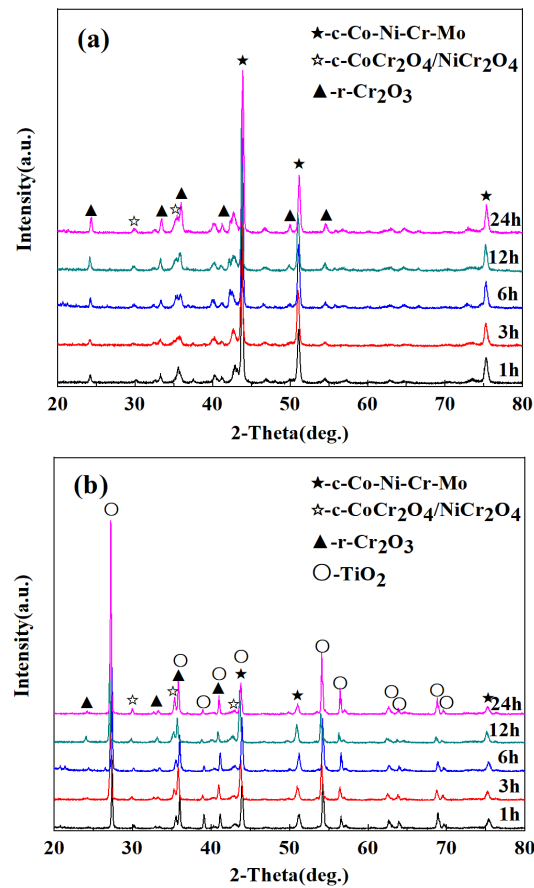 (a)
★-c-Co-Ni-Cr-Mo
☆-c-CoCr₂O₄/NiCr₂O₄
▲-r-Cr₂O₃
24h
12h
6h
3h
1h
Intensity(a.u.)
20 30 40 50 60 70 80
2-Theta(deg.)
(b)
★-c-Co-Ni-Cr-Mo
☆-c-CoCr₂O₄/NiCr₂O₄
▲-r-Cr₂O₃
○-TiO₂
24h
12h
6h
3h
1h
Intensity(a.u.)
20 30 40 50 60 70 80
2-Theta(deg.)